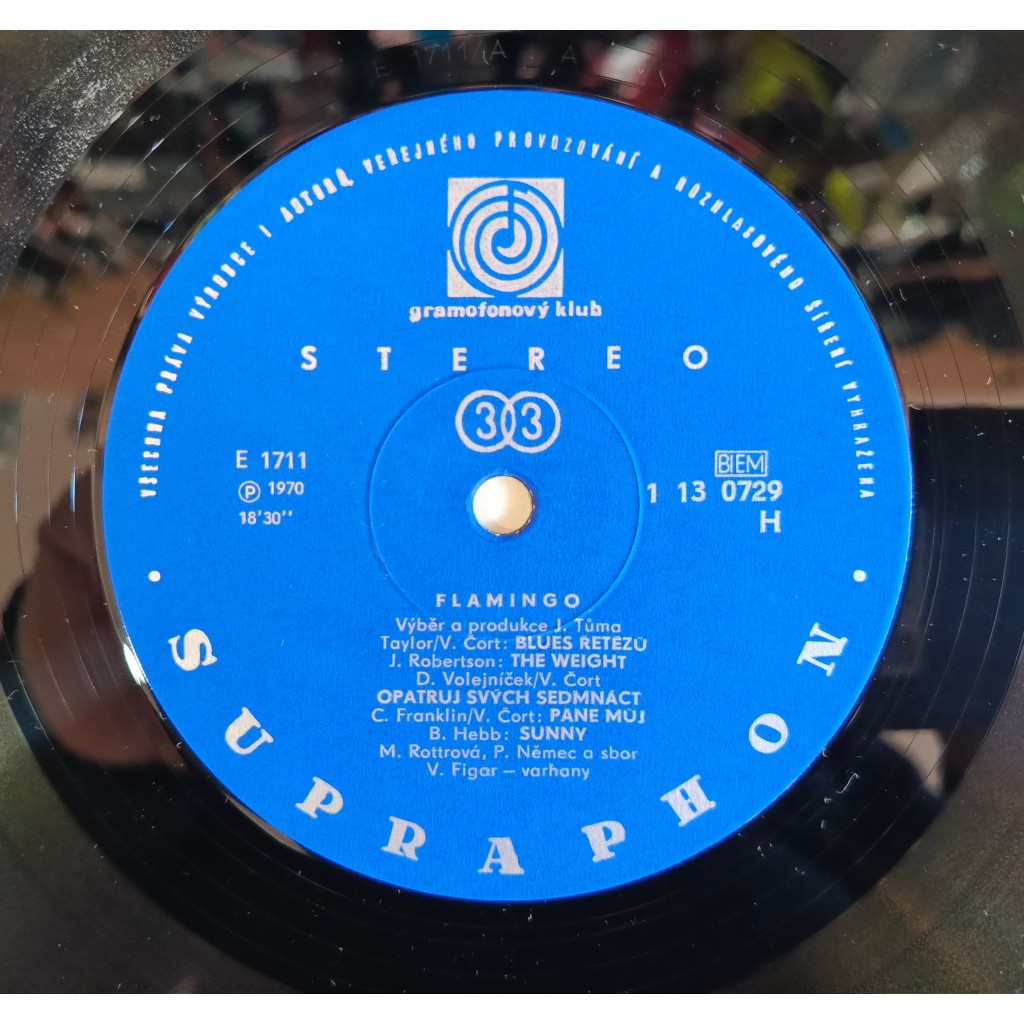 E 1711/A A
VŠECHNA PRÁVA VÝROBCE I AUTORŮ, VEŘEJNÉHO PROVOZOVÁNÍ A ROZHLASOVÉHO ŠÍŘENÍ VYHRAZENA
gramofonový klub
STEREO
33
E 1711
℗ 1970
18'30''
BIEM
1 13 0729
H
FLAMINGO
Výběr a produkce J. Tůma
Taylor/V. Čort: BLUES ŘETĚZŮ
J. Robertson: THE WEIGHT
D. Volejníček/V. Čort
OPATRUJ SVÝCH SEDMNÁCT
C. Franklin/V. Čort: PANE MŮJ
B. Hebb: SUNNY
M. Rottrová, P. Němec a sbor
V. Figar – varhany
SUPRAPHON